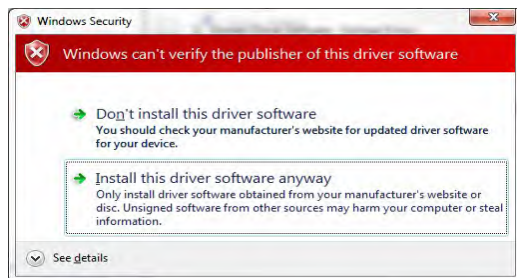 Windows Security
Windows can't verify the publisher of this driver software
Don't install this driver software
You should check your manufacturer's website for updated driver software
for your device.
Install this driver software anyway
Only install driver software obtained from your manufacturer's website or
disc. Unsigned software from other sources may harm your computer or steal
information.
See details